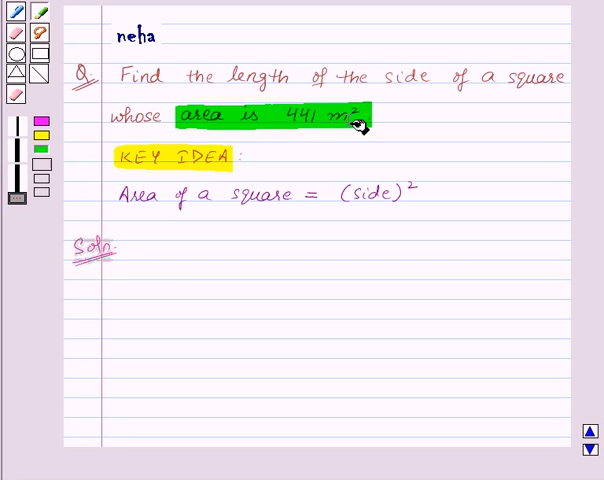 neha
Q. Find the length of the side of a square
whose area is 441 m²
KEY IDEA :
Area of a square = (side)²
Soln.